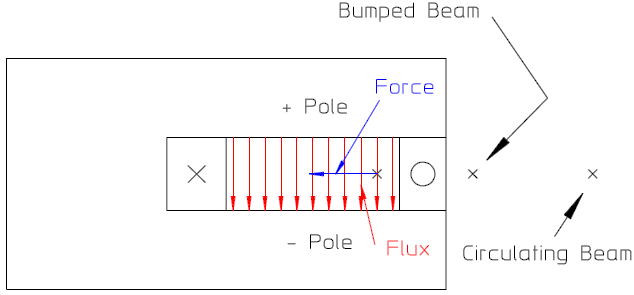 Bumped Beam
Force
+ Pole
- Pole
Flux
Circulating Beam